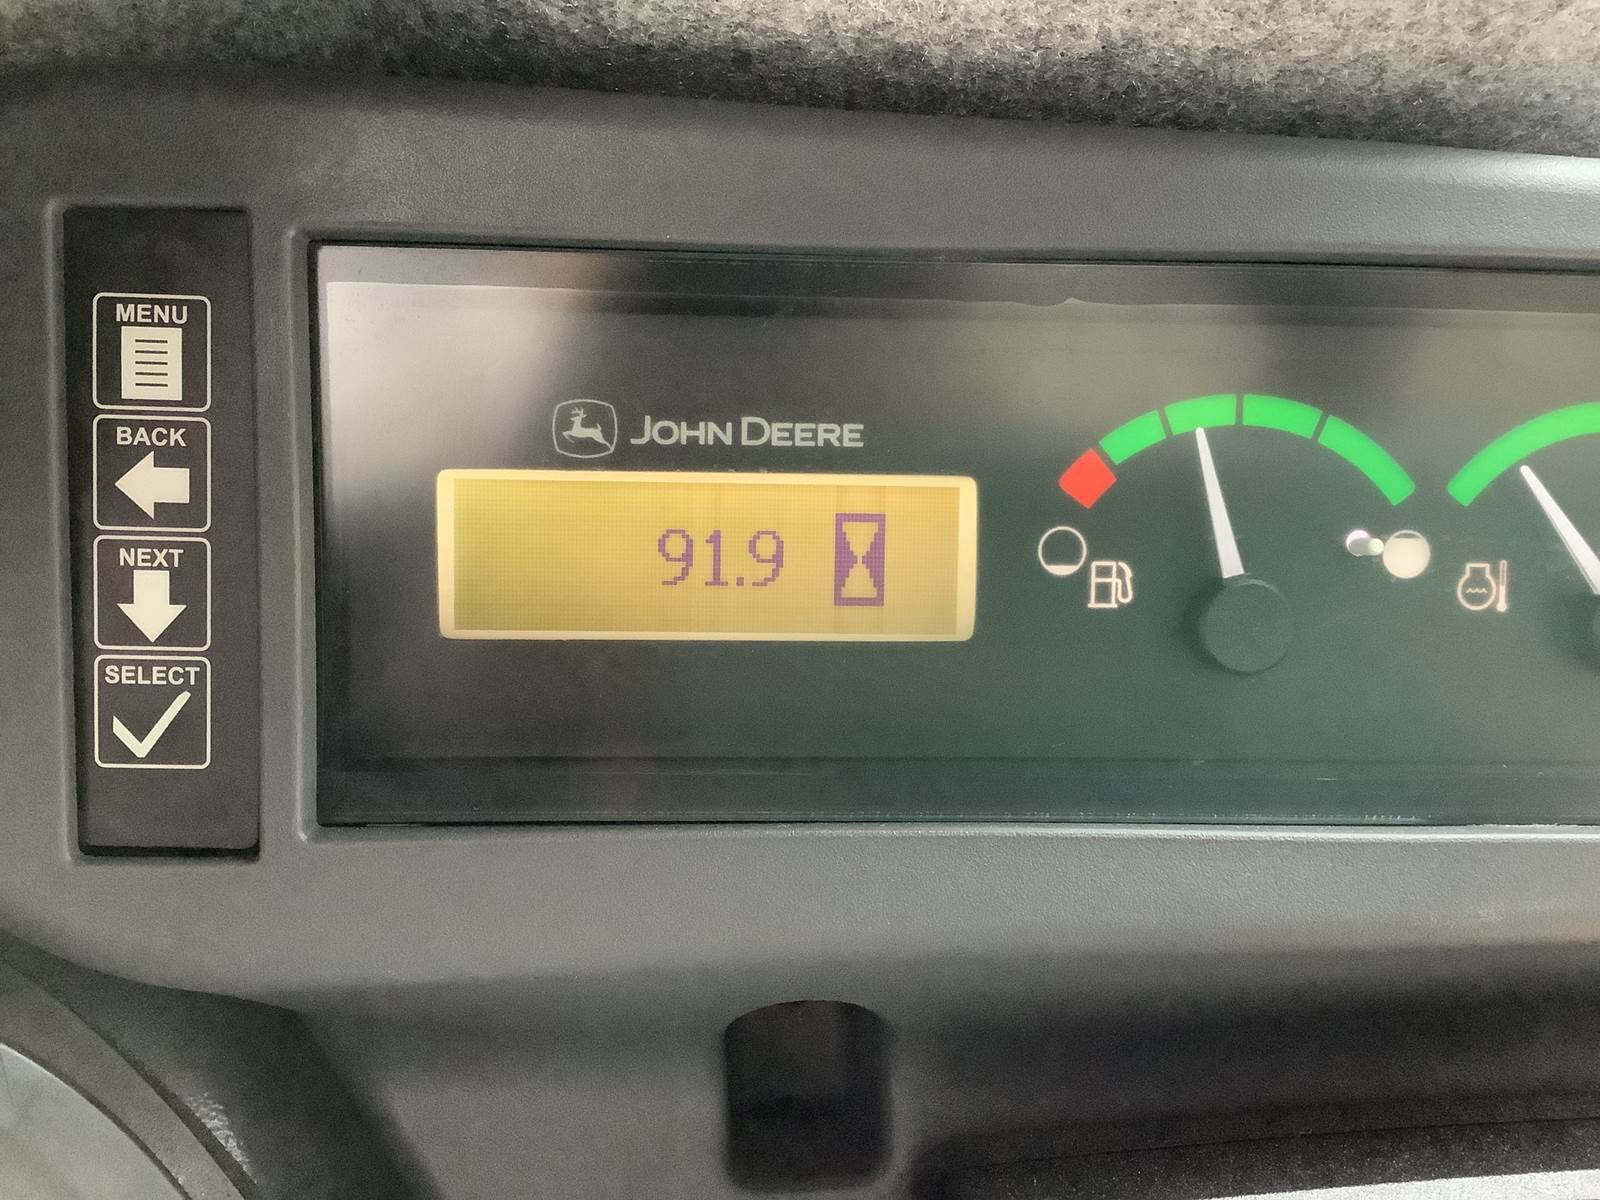 MENU
BACK
NEXT
SELECT
JOHN DEERE
91.9